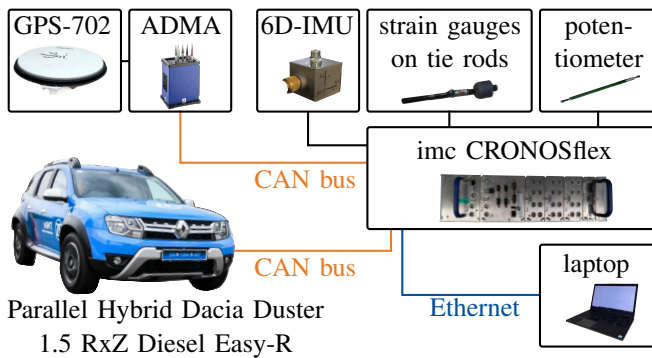 GPS-702
ADMA
6D-IMU
strain gauges
on tie rods
poten-
tiometer
imc CRONOSflex
CAN bus
CAN bus
Ethernet
laptop
Parallel Hybrid Dacia Duster
1.5 RxZ Diesel Easy-R